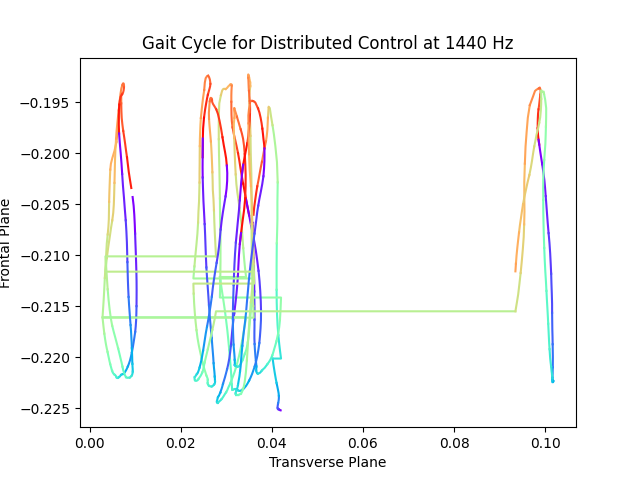 Gait Cycle for Distributed Control at 1440 Hz
Frontal Plane
−0.195
−0.200
−0.205
−0.210
−0.215
−0.220
−0.225
0.00 0.02 0.04 0.06 0.08 0.10
Transverse Plane